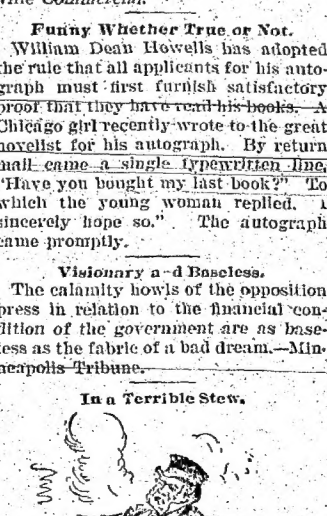 ville Commercial.
Funny, Whether True or Not.
William Dean Howells has adopted
the rule that all applicants for his auto-
graph must first furnish satisfactory
proof that they have read his books. A
Chicago girl recently wrote to the great
novelist for his autograph. By return
mail came a single typewritten line,
"Have you bought my last book?" To
which the young woman replied. I
sincerely hope so." The autograph
came promptly.
Visionary a-d Baseless.
The calamity howls of the opposition
press in relation to the financial con-
dition of the government are as base-
less as the fabric of a bad dream.—Min-
neapolis Tribune.
In a Terrible Stew.